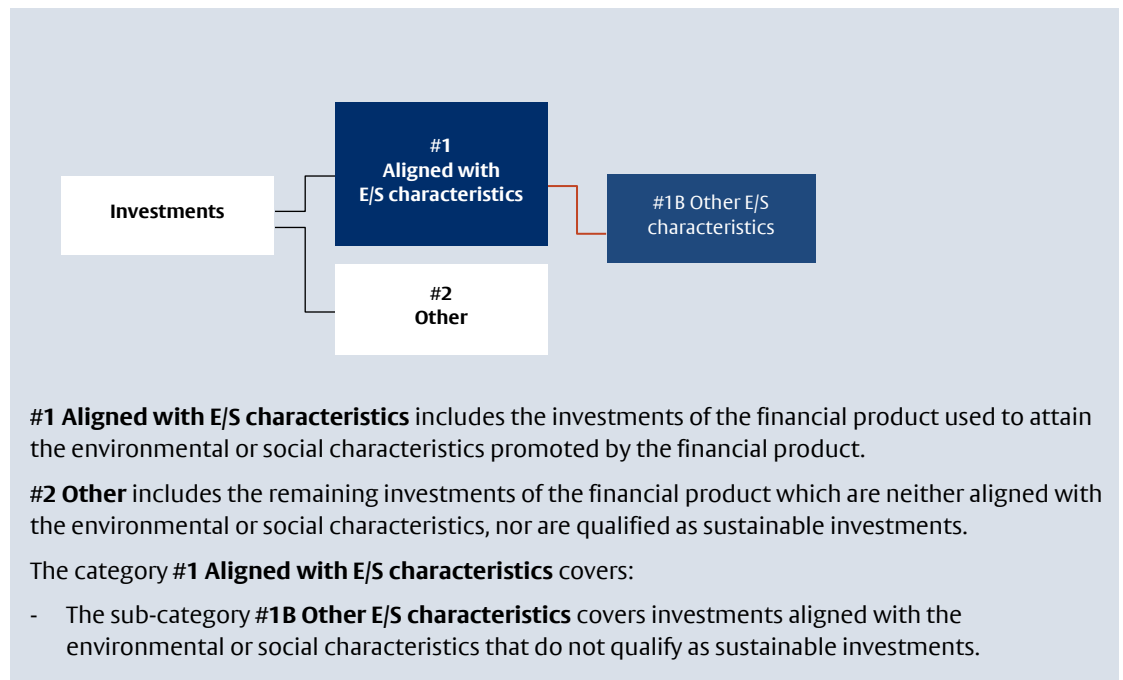 #1
Aligned with
E/S characteristics
Investments
#1B Other E/S
characteristics
#2
Other
#1 Aligned with E/S characteristics includes the investments of the financial product used to attain
the environmental or social characteristics promoted by the financial product.
#2 Other includes the remaining investments of the financial product which are neither aligned with
the environmental or social characteristics, nor are qualified as sustainable investments.
The category #1 Aligned with E/S characteristics covers:
- The sub-category #1B Other E/S characteristics covers investments aligned with the
environmental or social characteristics that do not qualify as sustainable investments.